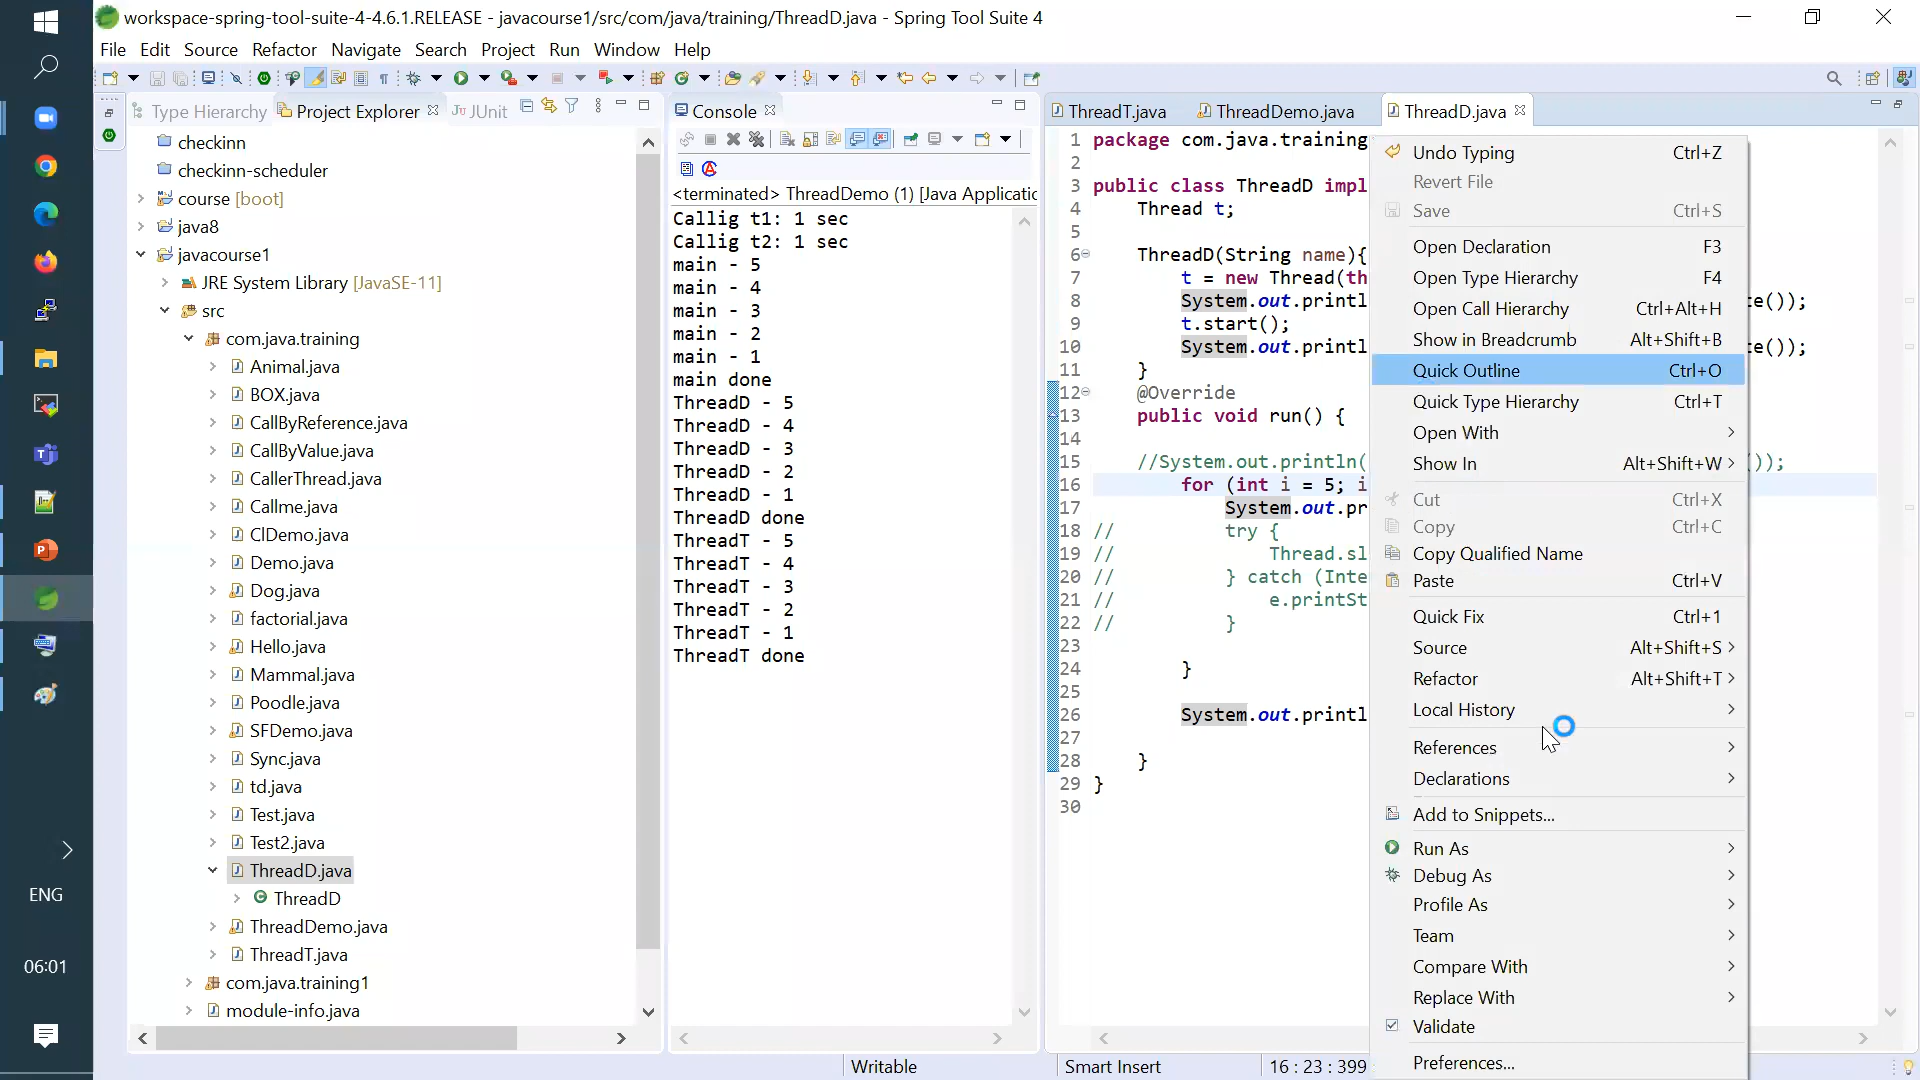 workspace-spring-tool-suite-4-4.6.1.RELEASE - javacourse1/src/com/java/training/ThreadD.java - Spring Tool Suite 4
File Edit Source Refactor Navigate Search Project Run Window Help
Type Hierarchy Project Explorer JUnit
checkinn
checkinn-scheduler
course [boot]
java8
javacourse1
JRE System Library [JavaSE-11]
src
com.java.training
Animal.java
BOX.java
CallByReference.java
CallByValue.java
CallerThread.java
Callme.java
ClDemo.java
Demo.java
Dog.java
factorial.java
Hello.java
Mammal.java
Poodle.java
SFDemo.java
Sync.java
td.java
Test.java
Test2.java
ThreadD.java
ThreadD
ThreadDemo.java
ThreadT.java
com.java.training1
module-info.java
ENG
06:01
Console
<terminated> ThreadDemo (1) [Java Applicatio
Callig t1: 1 sec
Callig t2: 1 sec
main - 5
main - 4
main - 3
main - 2
main - 1
main done
ThreadD - 5
ThreadD - 4
ThreadD - 3
ThreadD - 2
ThreadD - 1
ThreadD done
ThreadT - 5
ThreadT - 4
ThreadT - 3
ThreadT - 2
ThreadT - 1
ThreadT done
ThreadT.java ThreadDemo.java ThreadD.java
1 package com.java.training
2
3 public class ThreadD impl
4 Thread t;
5
6 ThreadD(String name){
7 t = new Thread(th
8 System.out.printl te());
9 t.start();
10 System.out.printl te());
11 }
12 @Override
13 public void run() {
14
15 //System.out.println( ());
16 for (int i = 5; i
17 System.out.pr
18 // try {
19 // Thread.sl
20 // } catch (Inte
21 // e.printSt
22 // }
23
24 }
25
26 System.out.printl
27
28 }
29 }
30
Undo Typing Ctrl+Z
Revert File
Save Ctrl+S
Open Declaration F3
Open Type Hierarchy F4
Open Call Hierarchy Ctrl+Alt+H
Show in Breadcrumb Alt+Shift+B
Quick Outline Ctrl+O
Quick Type Hierarchy Ctrl+T
Open With
Show In Alt+Shift+W
Cut Ctrl+X
Copy Ctrl+C
Copy Qualified Name
Paste Ctrl+V
Quick Fix Ctrl+1
Source Alt+Shift+S
Refactor Alt+Shift+T
Local History
References
Declarations
Add to Snippets...
Run As
Debug As
Profile As
Team
Compare With
Replace With
Validate
Preferences...
Writable Smart Insert 16 : 23 : 399